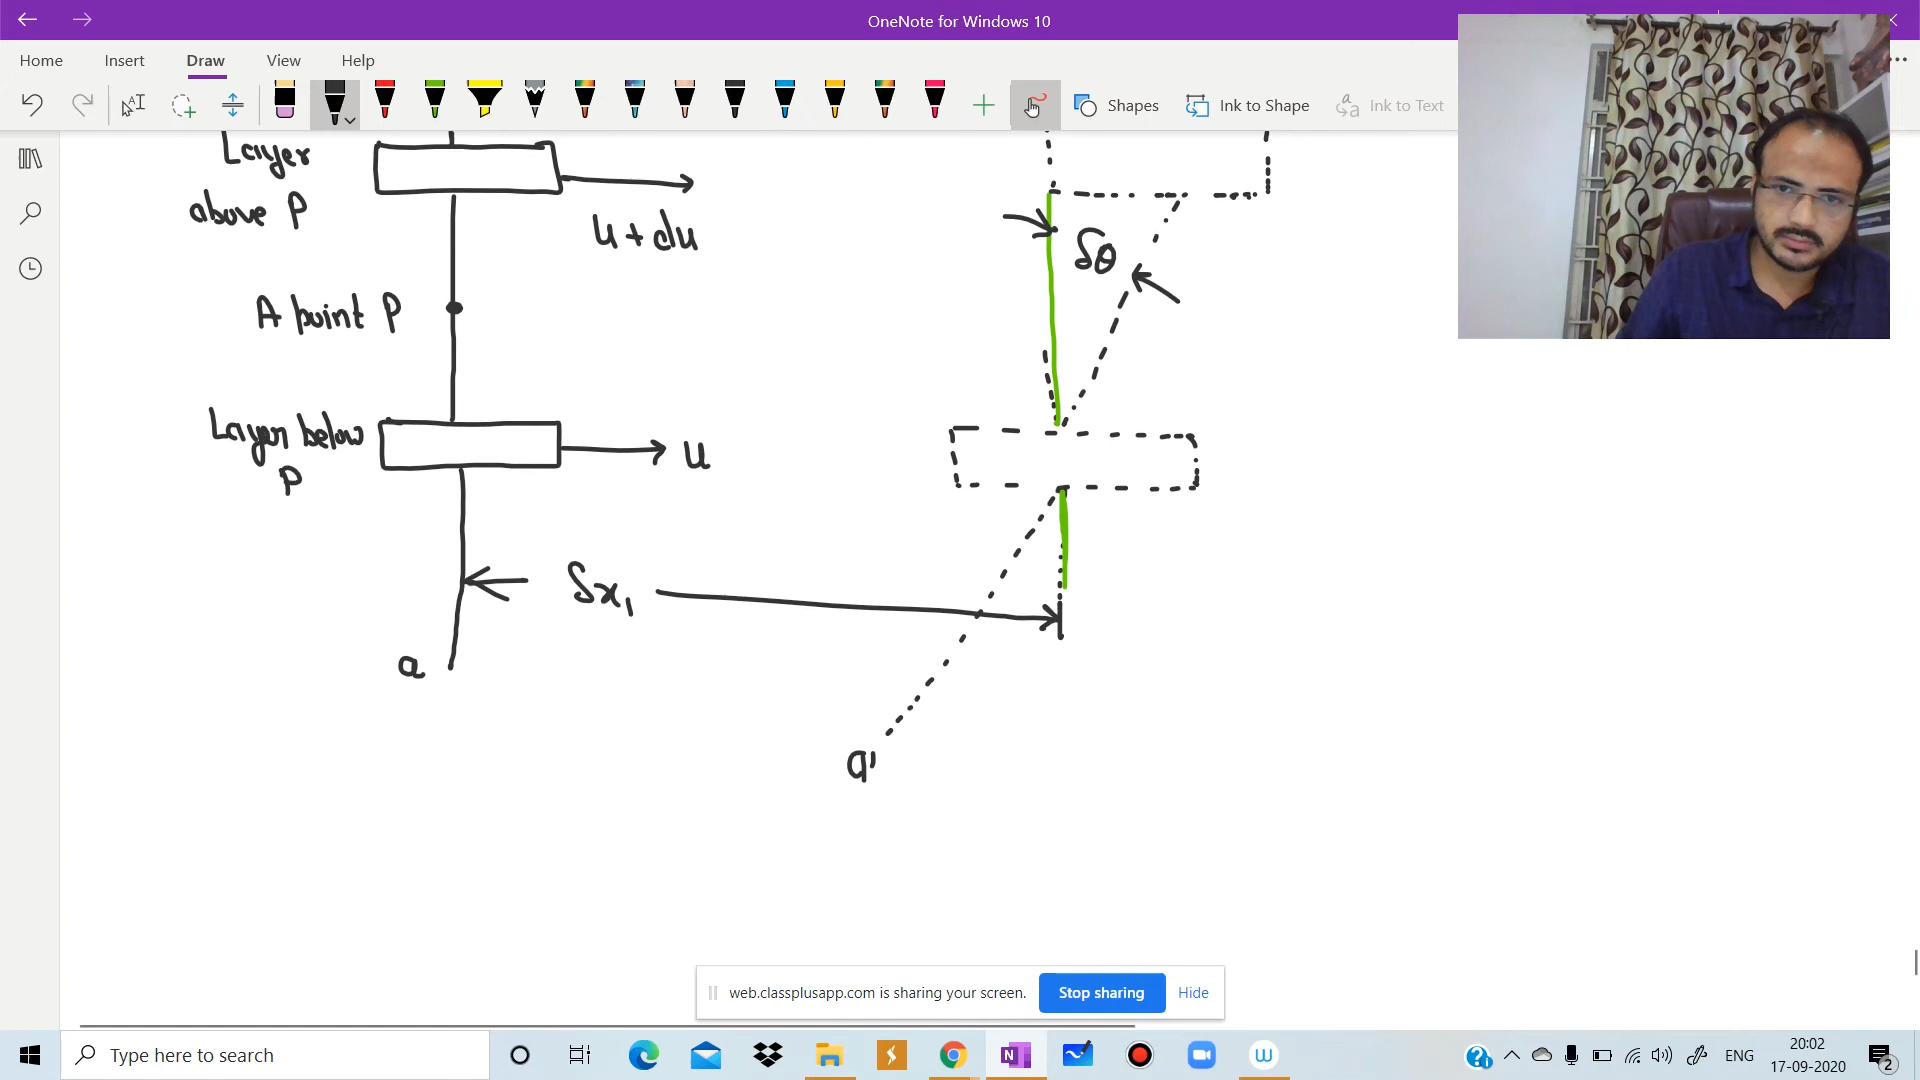 OneNote for Windows 10
Home Insert Draw View Help
Shapes Ink to Shape Ink to Text
Layer
above P
u + du
δθ
A point P
Layer below
P
u
δx₁
a
a'
web.classplusapp.com is sharing your screen. Stop sharing Hide
Type here to search
ENG
20:02
17-09-2020
2